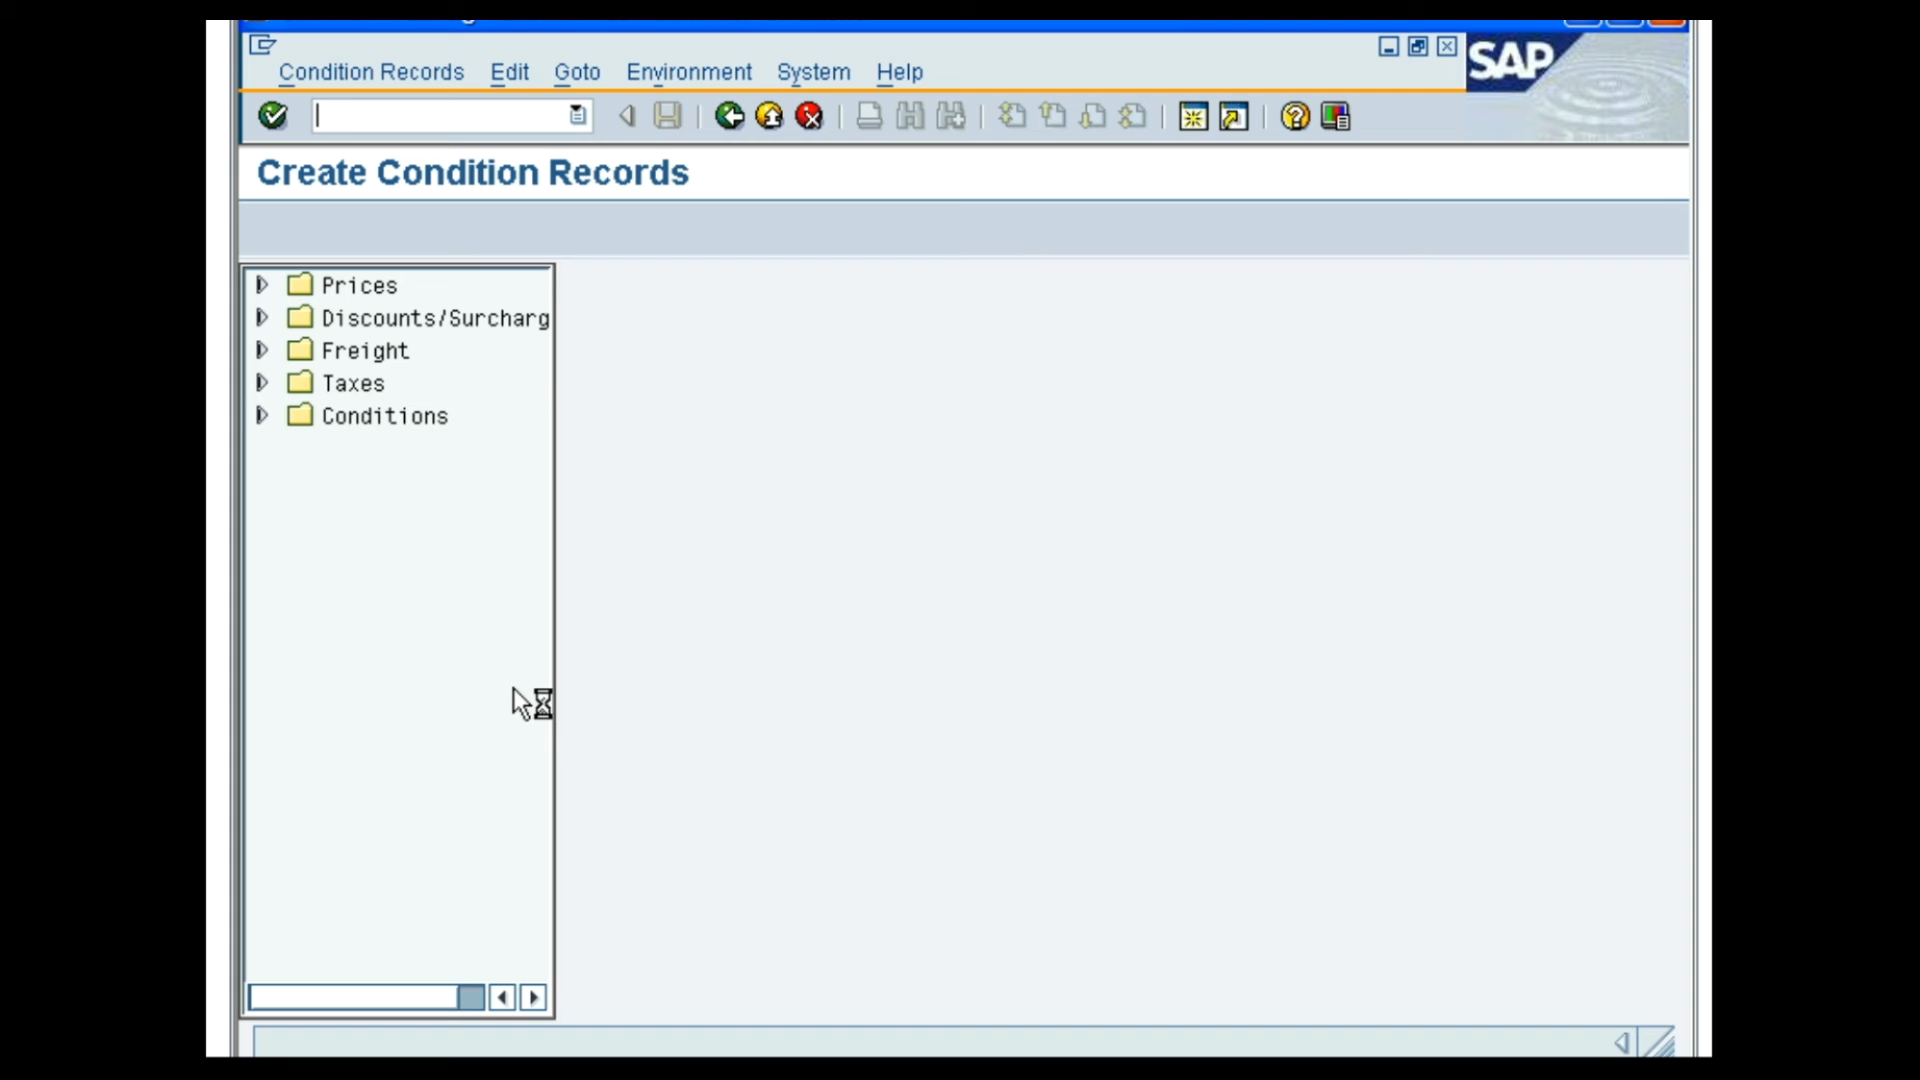 Condition Records Edit Goto Environment System Help
SAP
Create Condition Records
Prices
Discounts/Surcharg
Freight
Taxes
Conditions